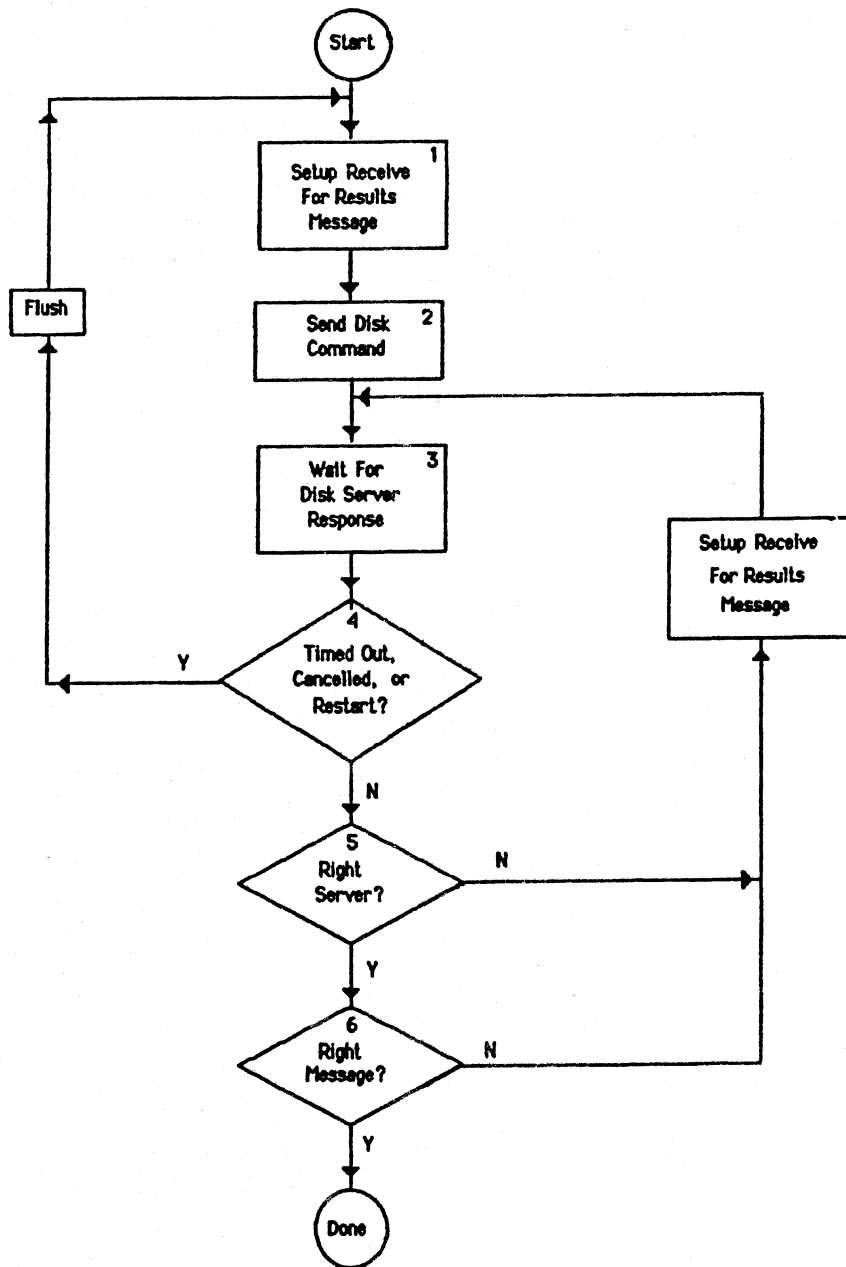 Start
1
Setup Receive
For Results
Message
Flush
2
Send Disk
Command
3
Wait For
Disk Server
Response
Setup Receive
For Results
Message
4
Timed Out,
Cancelled, or
Restart?
Y
N
5
Right
Server?
N
Y
6
Right
Message?
N
Y
Done